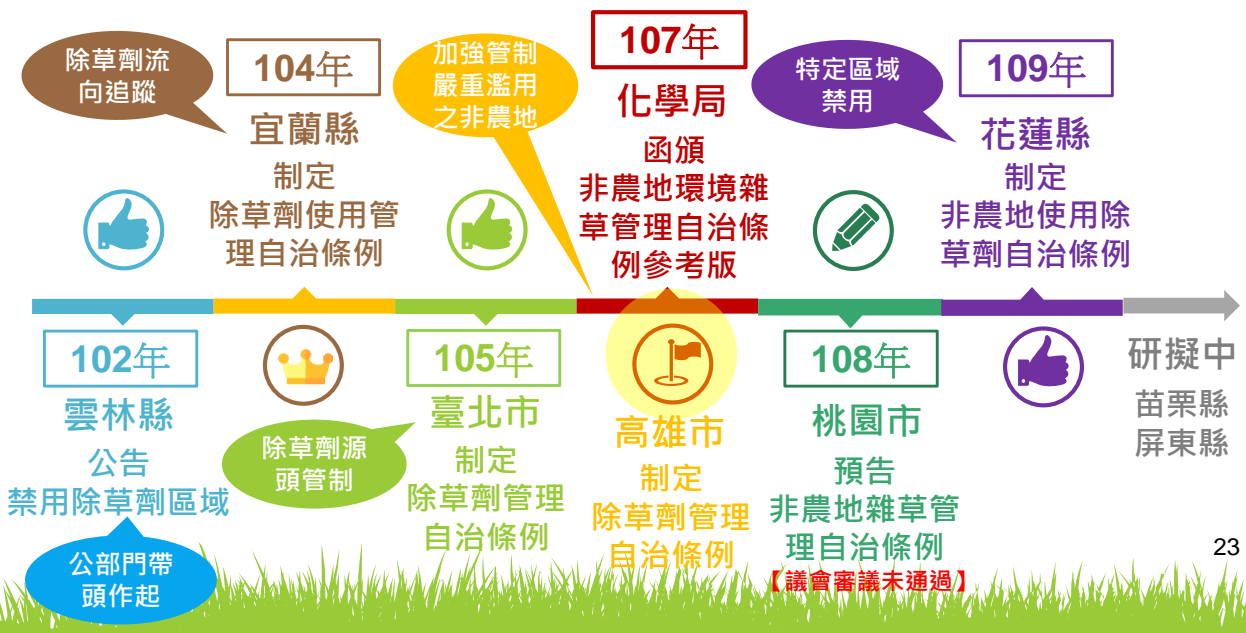 除草劑流
向追蹤
104年
宜蘭縣
制定
除草劑使用管
理自治條例
加強管制
嚴重濫用
之非農地
107年
化學局
函頒
非農地環境雜
草管理自治條
例參考版
特定區域
禁用
109年
花蓮縣
制定
非農地使用除
草劑自治條例
102年
雲林縣
公告
禁用除草劑區域
公部門帶
頭作起
除草劑源
頭管制
105年
臺北市
制定
除草劑管理
自治條例
高雄市
制定
除草劑管理
自治條例
108年
桃園市
預告
非農地雜草管
理自治條例
【議會審議未通過】
研擬中
苗栗縣
屏東縣
23